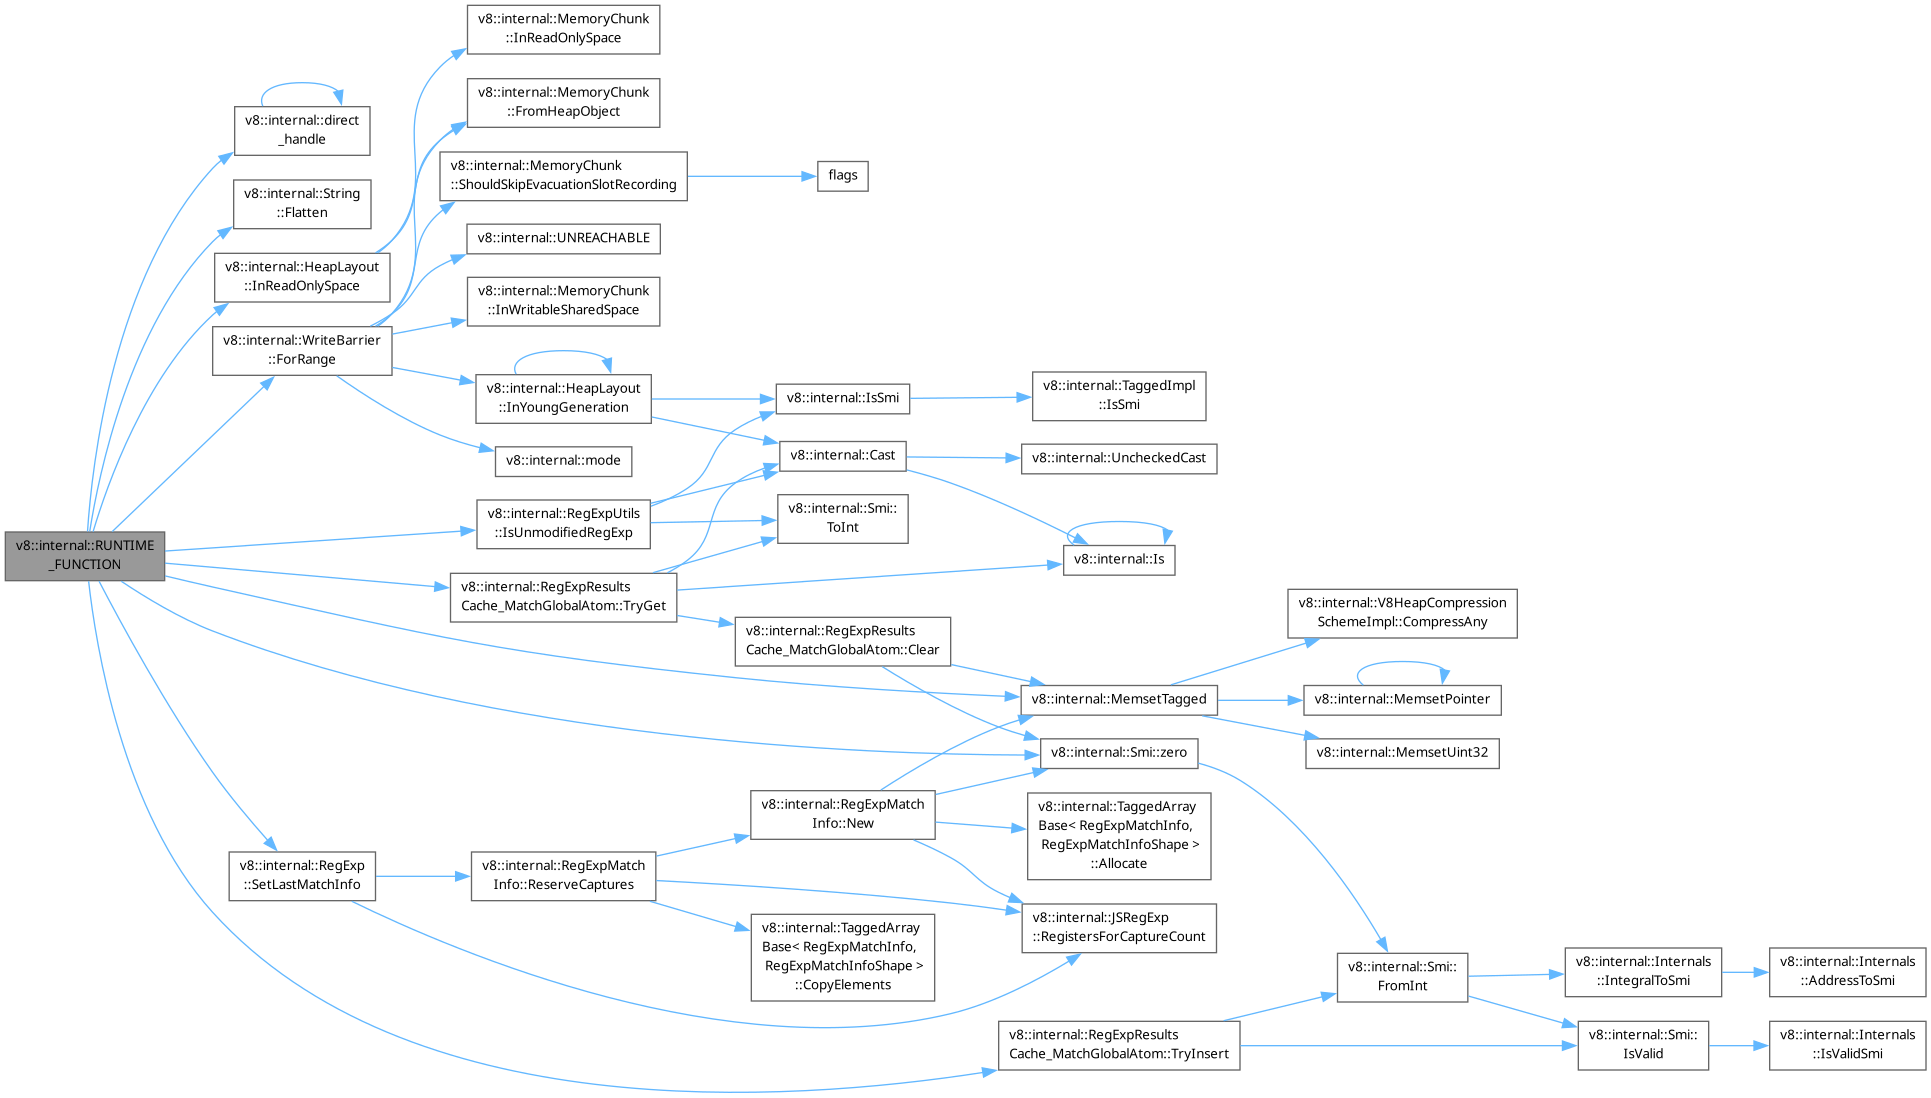 v8::internal::RUNTIME
_FUNCTION
v8::internal::direct
_handle
v8::internal::String
::Flatten
v8::internal::HeapLayout
::InReadOnlySpace
v8::internal::WriteBarrier
::ForRange
v8::internal::RegExp
::SetLastMatchInfo
v8::internal::MemoryChunk
::InReadOnlySpace
v8::internal::MemoryChunk
::FromHeapObject
v8::internal::MemoryChunk
::ShouldSkipEvacuationSlotRecording
v8::internal::UNREACHABLE
v8::internal::MemoryChunk
::InWritableSharedSpace
v8::internal::HeapLayout
::InYoungGeneration
v8::internal::mode
v8::internal::RegExpUtils
::IsUnmodifiedRegExp
v8::internal::RegExpResults
Cache_MatchGlobalAtom::TryGet
v8::internal::RegExpMatch
Info::ReserveCaptures
flags
v8::internal::IsSmi
v8::internal::Cast
v8::internal::Smi::
ToInt
v8::internal::RegExpResults
Cache_MatchGlobalAtom::Clear
v8::internal::RegExpMatch
Info::New
v8::internal::TaggedArray
Base< RegExpMatchInfo,
RegExpMatchInfoShape >
::CopyElements
v8::internal::TaggedImpl
::IsSmi
v8::internal::UncheckedCast
v8::internal::Is
v8::internal::MemsetTagged
v8::internal::Smi::zero
v8::internal::TaggedArray
Base< RegExpMatchInfo,
RegExpMatchInfoShape >
::Allocate
v8::internal::JSRegExp
::RegistersForCaptureCount
v8::internal::RegExpResults
Cache_MatchGlobalAtom::TryInsert
v8::internal::V8HeapCompression
SchemeImpl::CompressAny
v8::internal::MemsetPointer
v8::internal::MemsetUint32
v8::internal::Smi::
FromInt
v8::internal::Internals
::IntegralToSmi
v8::internal::Smi::
IsValid
v8::internal::Internals
::AddressToSmi
v8::internal::Internals
::IsValidSmi